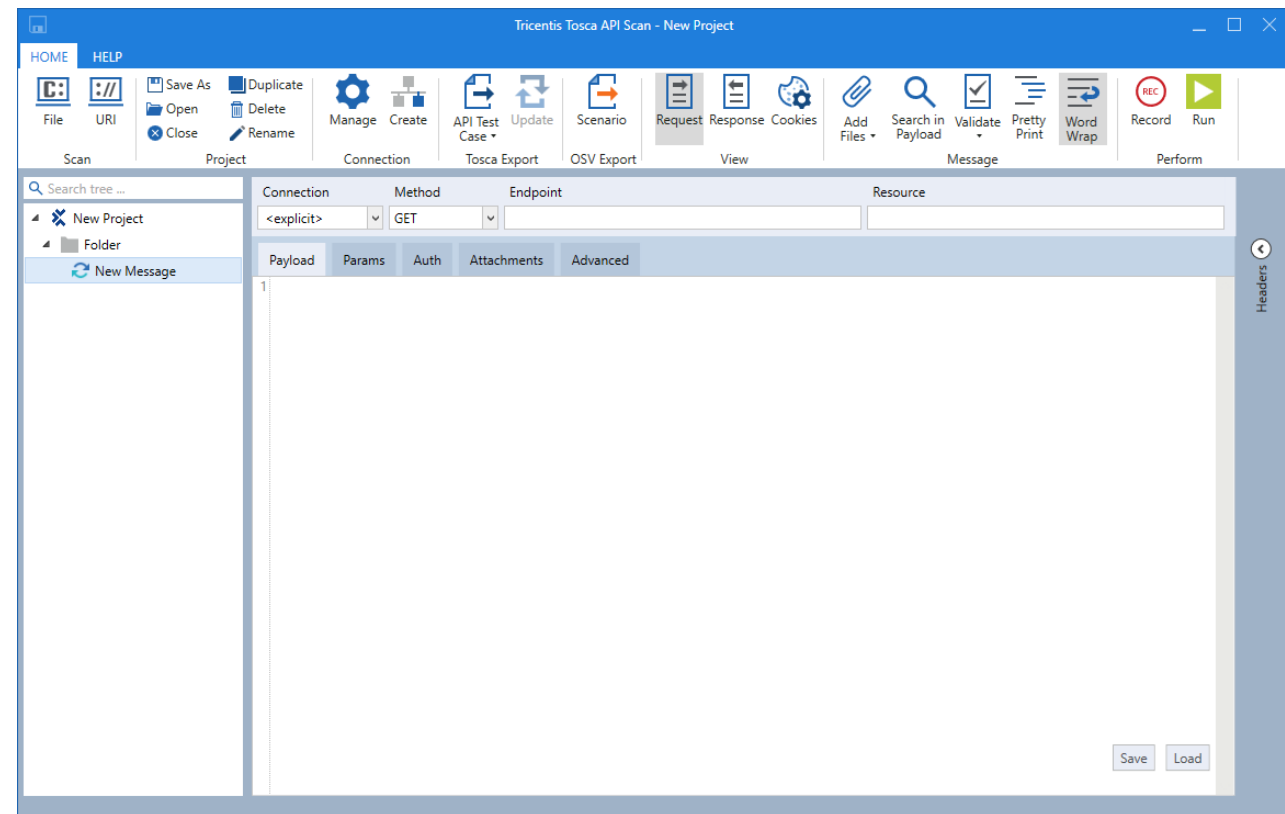 Tricentis Tosca API Scan - New Project
HOME HELP
C: :// Save As Duplicate
Open Delete
Close Rename
File URI
Manage Create
API Test Case Update
Scenario
Request Response Cookies
Add Files Search in Payload Validate Pretty Print Word Wrap
REC
Record Run
Scan Project Connection Tosca Export OSV Export View Message Perform
Search tree ...
New Project
Folder
New Message
Connection Method Endpoint Resource
<explicit> GET
Payload Params Auth Attachments Advanced
1
Headers
Save Load